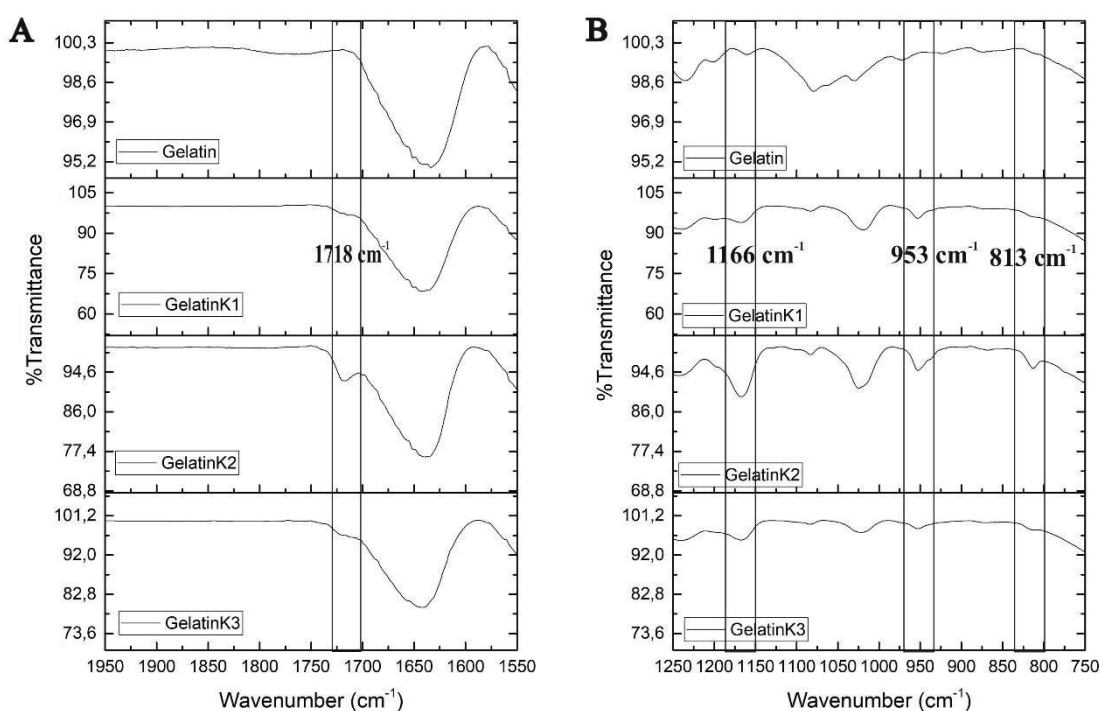 A
100,3
98,6
96,9
95,2
Gelatin
105
90
75
60
1718 cm⁻¹
GelatinK1
94,6
86,0
77,4
68,8
GelatinK2
101,2
92,0
82,8
73,6
GelatinK3
%Transmittance
1950 1900 1850 1800 1750 1700 1650 1600 1550
Wavenumber (cm⁻¹)
B
100,3
98,6
96,9
95,2
Gelatin
105
90
75
60
1166 cm⁻¹ 953 cm⁻¹ 813 cm⁻¹
GelatinK1
94,6
86,0
77,4
68,8
GelatinK2
101,2
92,0
82,8
73,6
GelatinK3
%Transmittance
1250 1200 1150 1100 1050 1000 950 900 850 800 750
Wavenumber (cm⁻¹)